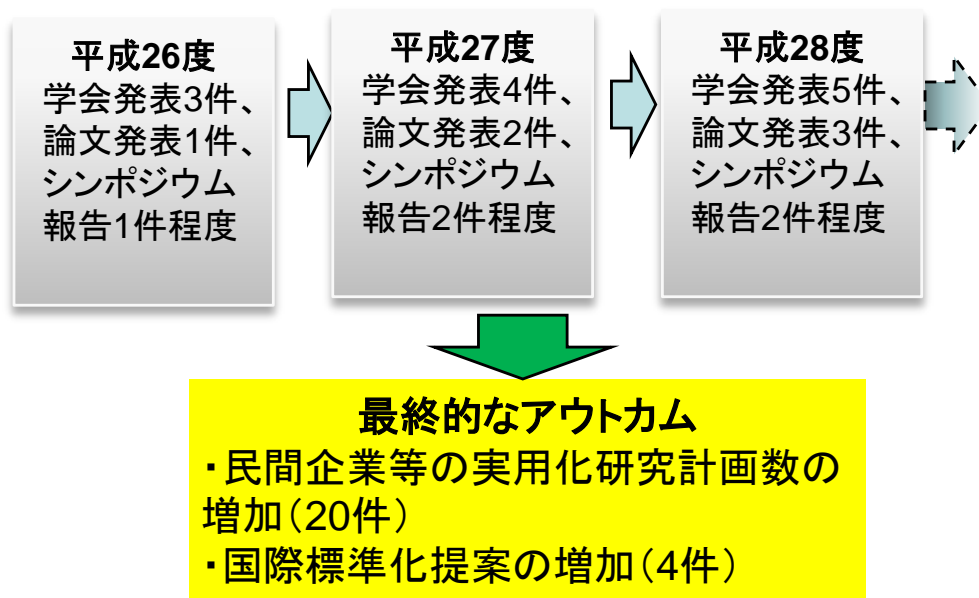 平成26度
学会発表3件、
論文発表1件、
シンポジウム
報告1件程度
平成27度
学会発表4件、
論文発表2件、
シンポジウム
報告2件程度
平成28度
学会発表5件、
論文発表3件、
シンポジウム
報告2件程度
最終的なアウトカム
・民間企業等の実用化研究計画数の
増加（20件）
・国際標準化提案の増加（4件）